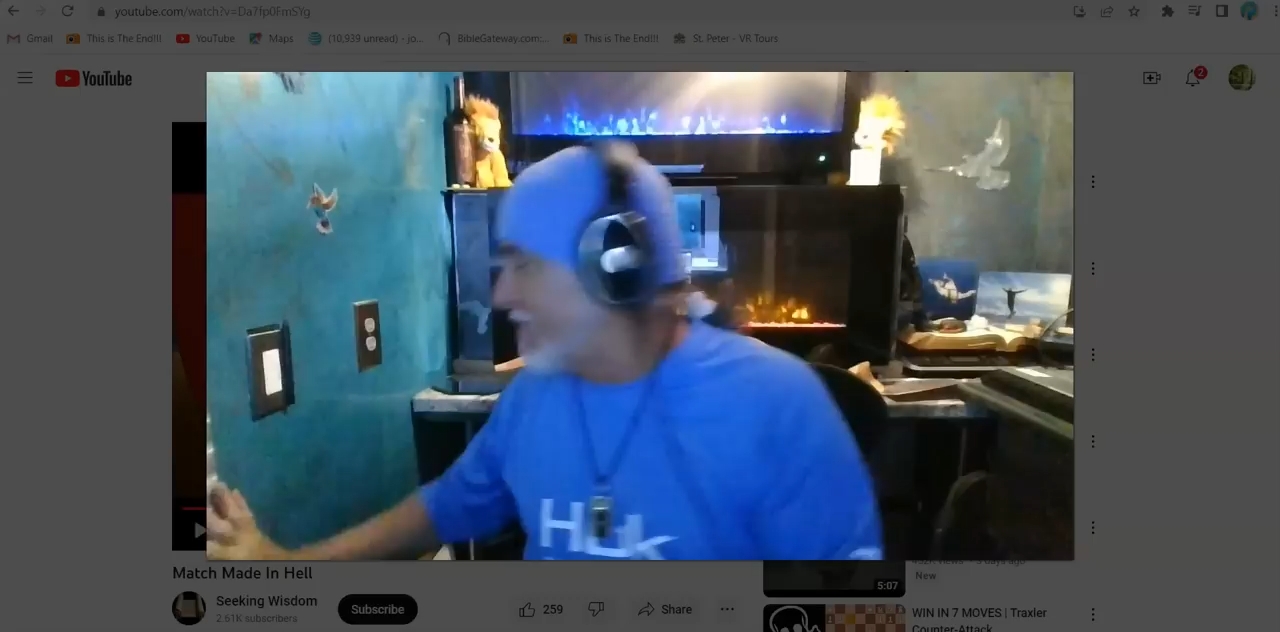 youtube.com/watch?v=Da7fp0FmSYg
Gmail This is The End!!! YouTube Maps (10,939 unread) - jo... BibleGateway.com:... This is The End!!! St. Peter - VR Tours
YouTube
2
HUK
Match Made In Hell
Seeking Wisdom
2.61K subscribers
Subscribe
259
Share
New
5:07
WIN IN 7 MOVES | Traxler
Counter-Attack